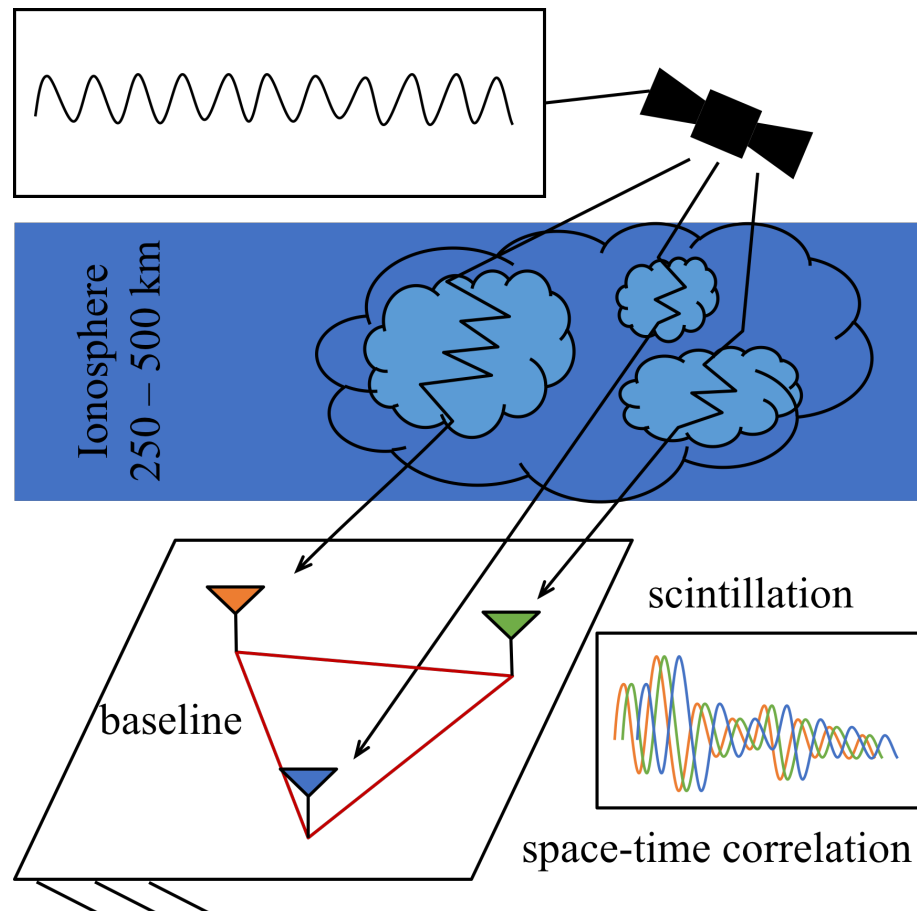 Ionosphere
250 – 500 km
scintillation
baseline
space-time correlation